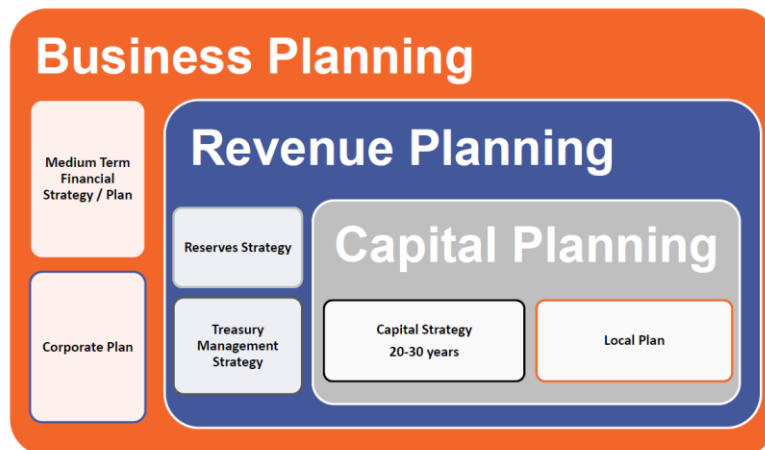 Business Planning
Medium Term
Financial
Strategy / Plan
Corporate Plan
Revenue Planning
Reserves Strategy
Treasury
Management
Strategy
Capital Planning
Capital Strategy
20-30 years
Local Plan